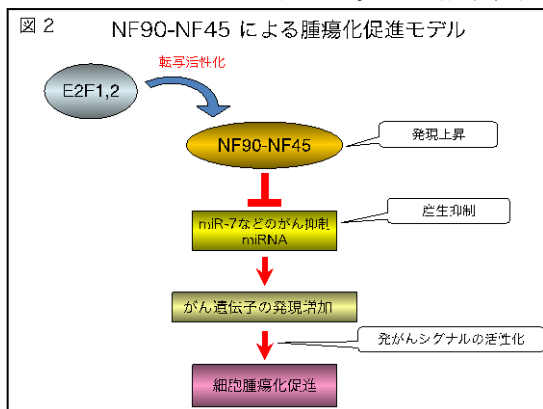 図 2
NF90-NF45 による腫瘍化促進モデル
転写活性化
E2F1,2
NF90-NF45
発現上昇
miR-7などのがん抑制
miRNA
産生抑制
がん遺伝子の発現増加
発がんシグナルの活性化
細胞腫瘍化促進